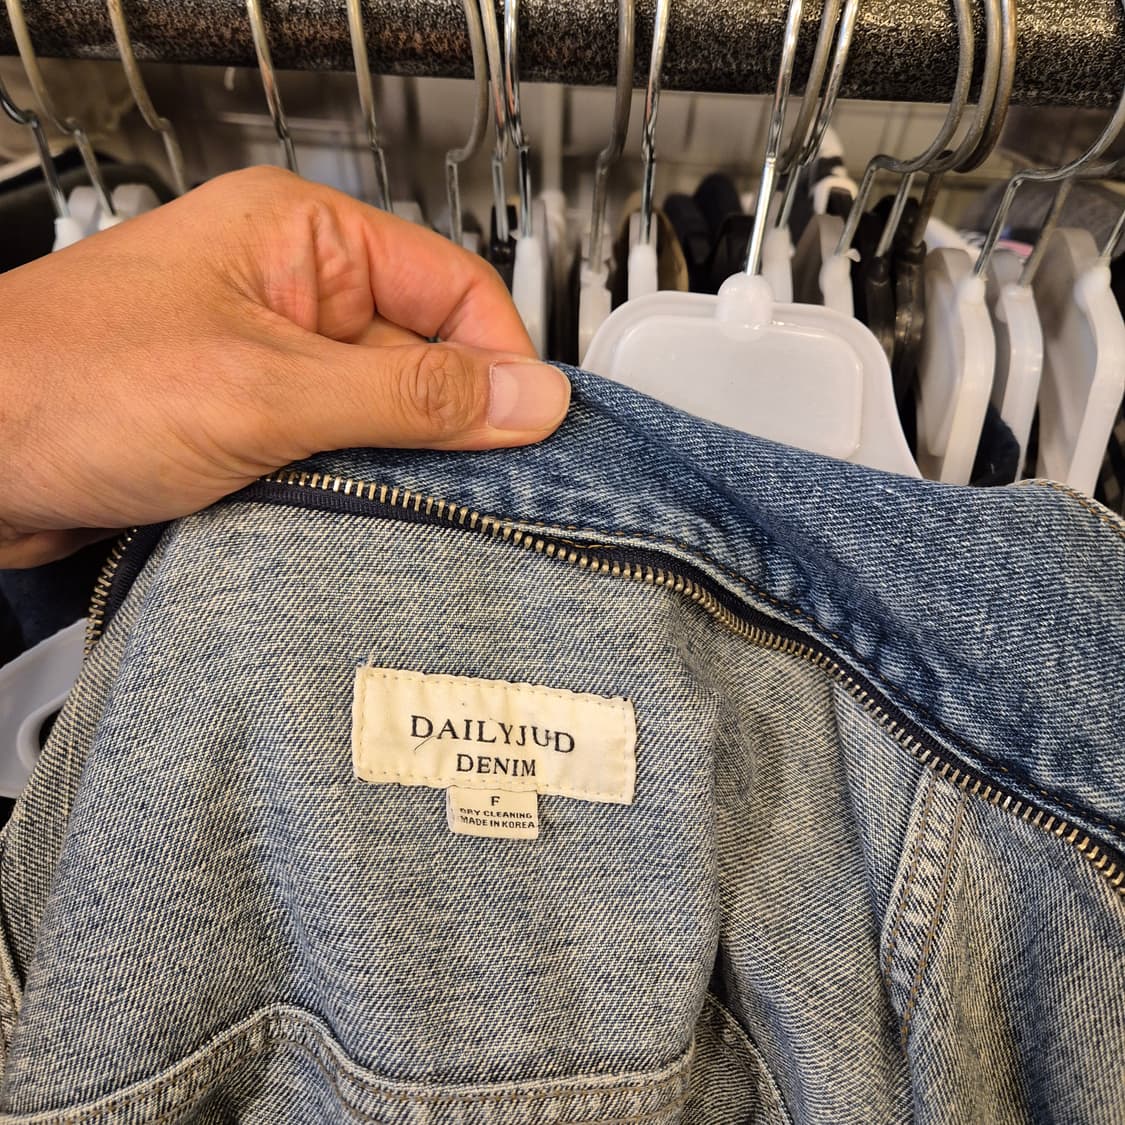 DAILYJUD
DENIM
F
DRY CLEANING
MADE IN KOREA